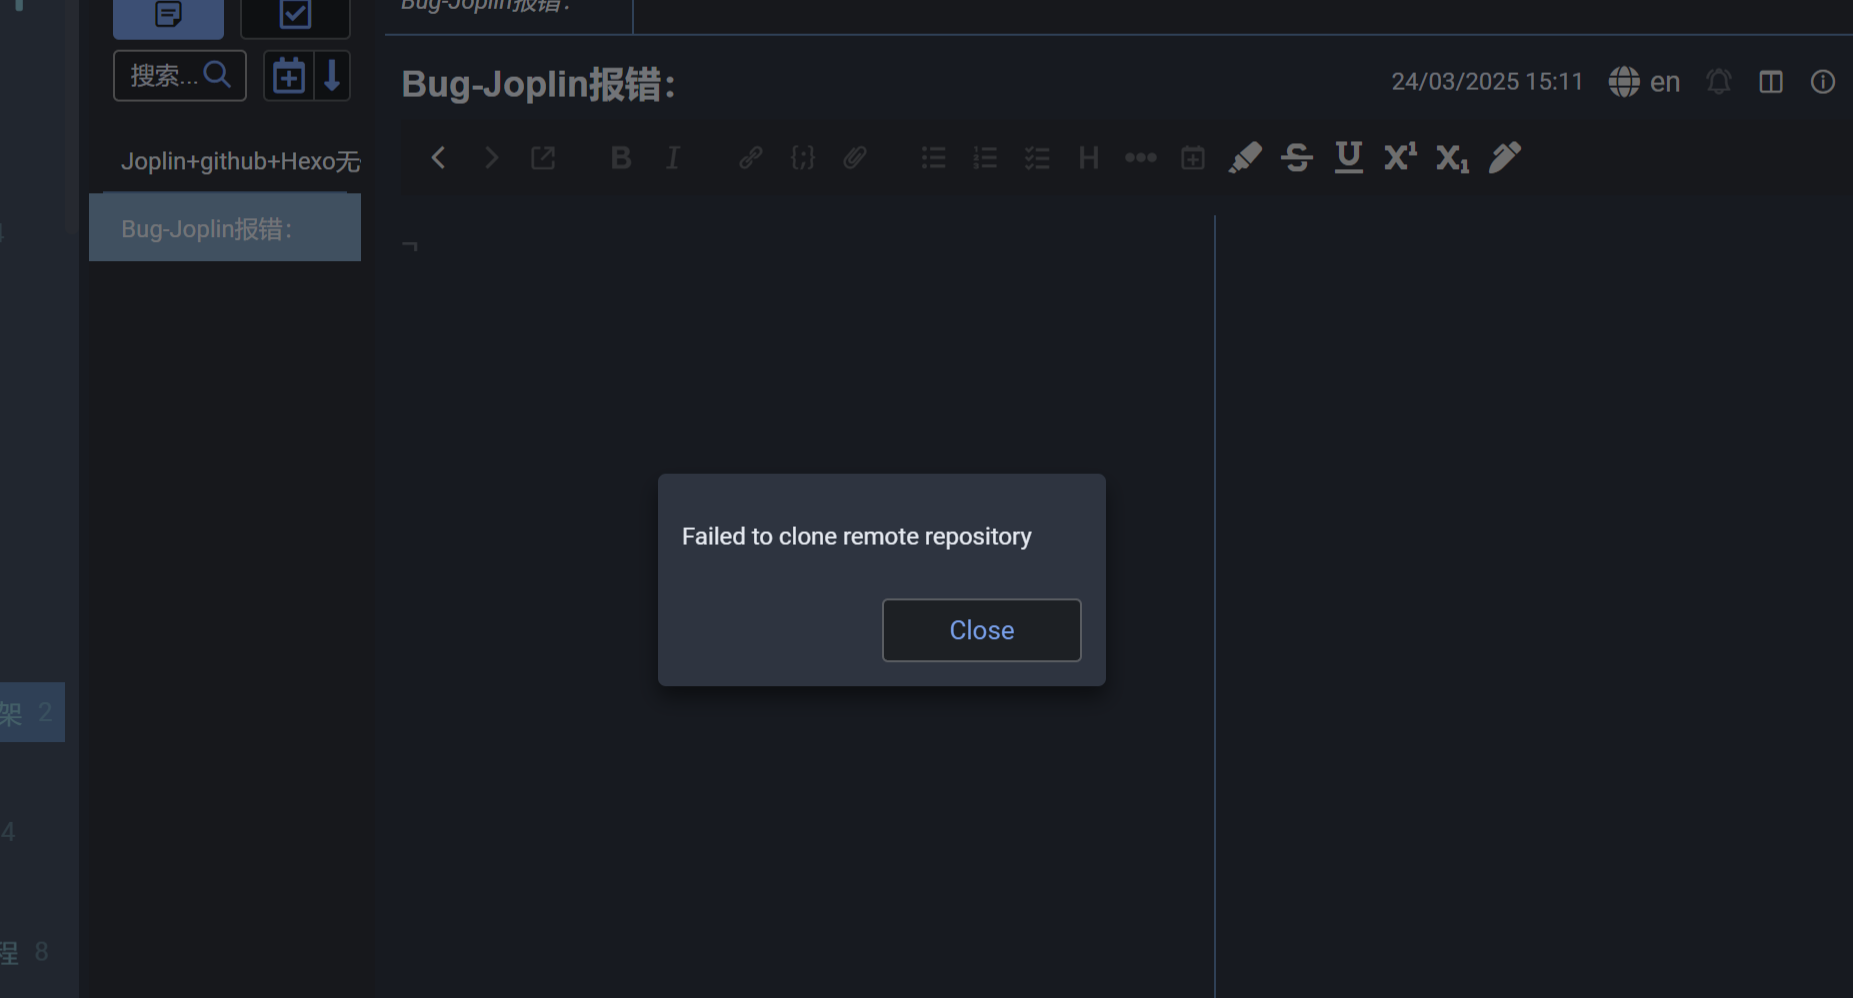 Bug-Joplin报错：
搜索...
Bug-Joplin报错：
24/03/2025 15:11
en
Joplin+github+Hexo无
Bug-Joplin报错：
Failed to clone remote repository
Close
架 2
4
程 8